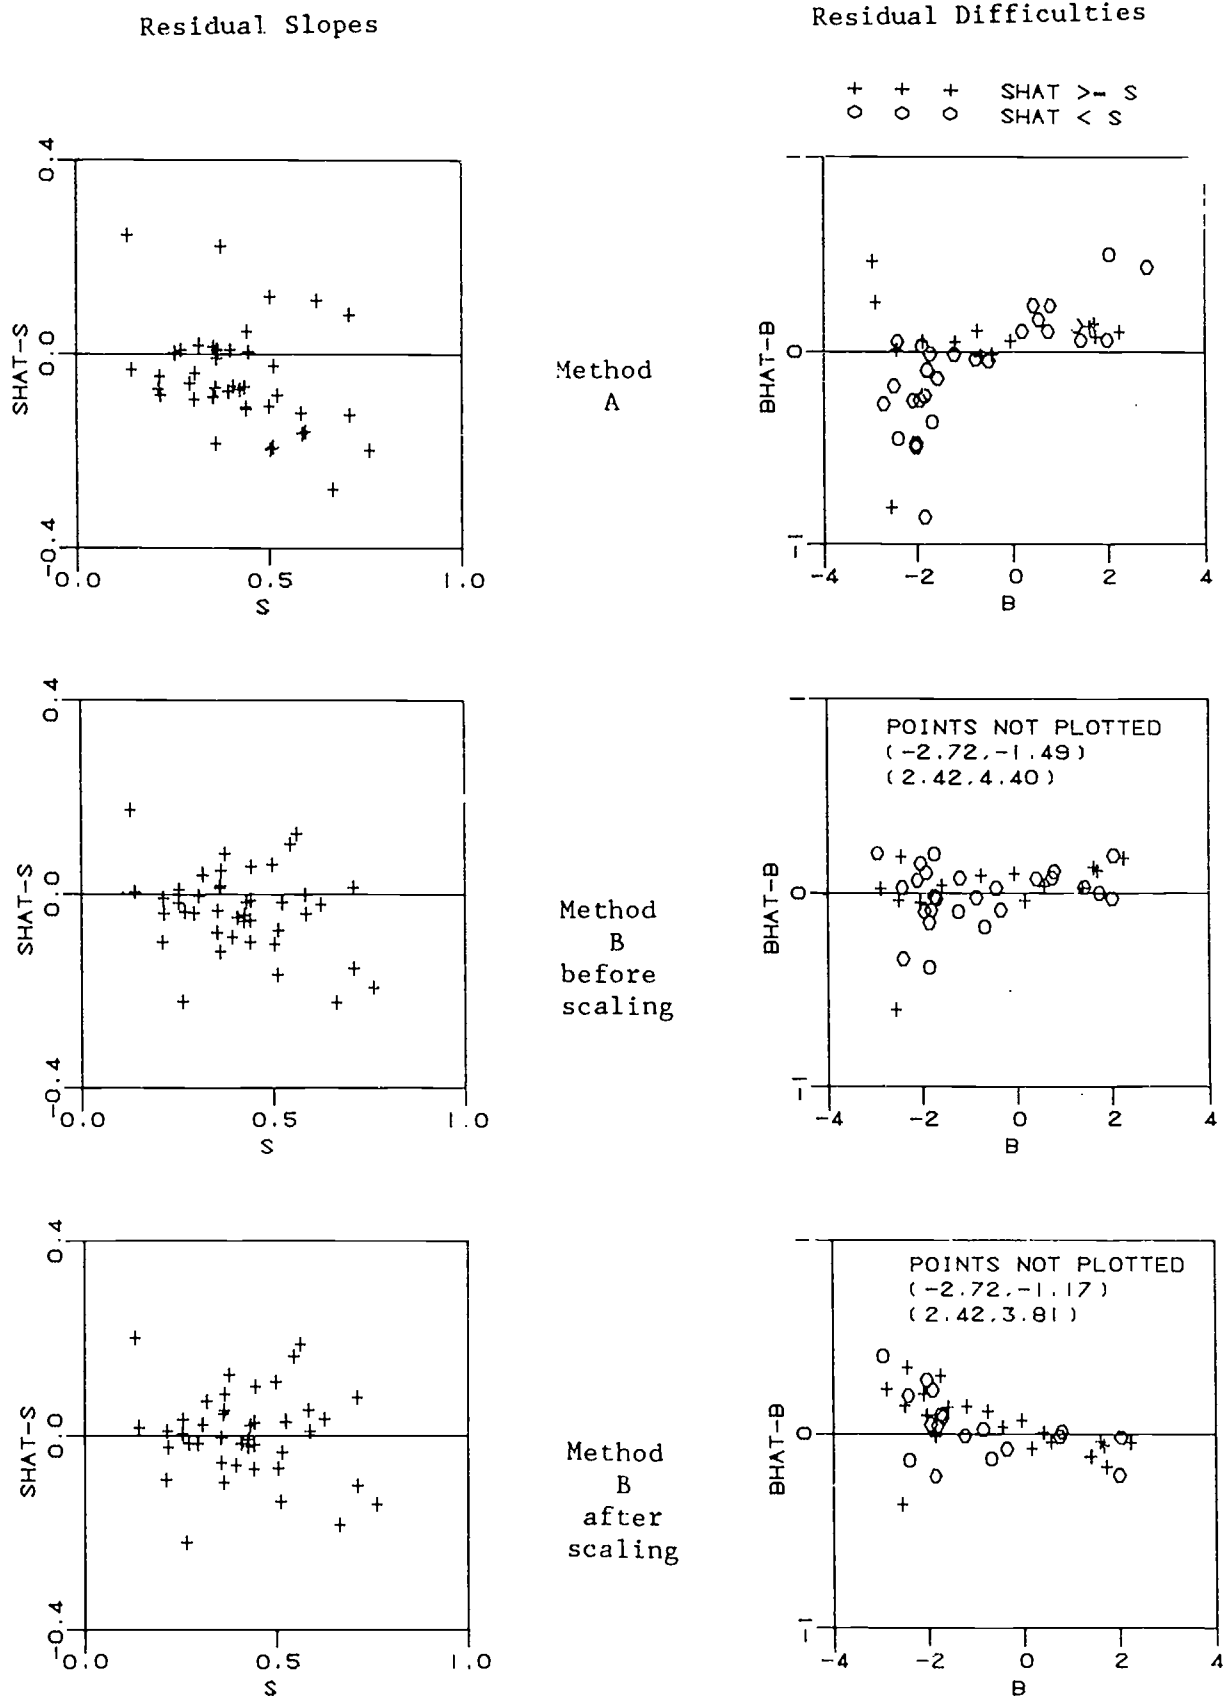 Residual Slopes
Residual Difficulties
+ + + SHAT >= S
O O O SHAT < S
0.4
0.0
-0.4
SHAT-S
-0.0 0.5 1.0
S
Method
A
0
-1
BHAT-B
-4 -2 0 2 4
B
0.4
0.0
-0.4
SHAT-S
-0.0 0.5 1.0
S
Method
B
before
scaling
POINTS NOT PLOTTED
(-2.72,-1.49)
(2.42,4.40)
0
-1
BHAT-B
-4 -2 0 2 4
B
0.4
0.0
-0.4
SHAT-S
-0.0 0.5 1.0
S
Method
B
after
scaling
POINTS NOT PLOTTED
(-2.72,-1.17)
(2.42,3.81)
0
-1
BHAT-B
-4 -2 0 2 4
B